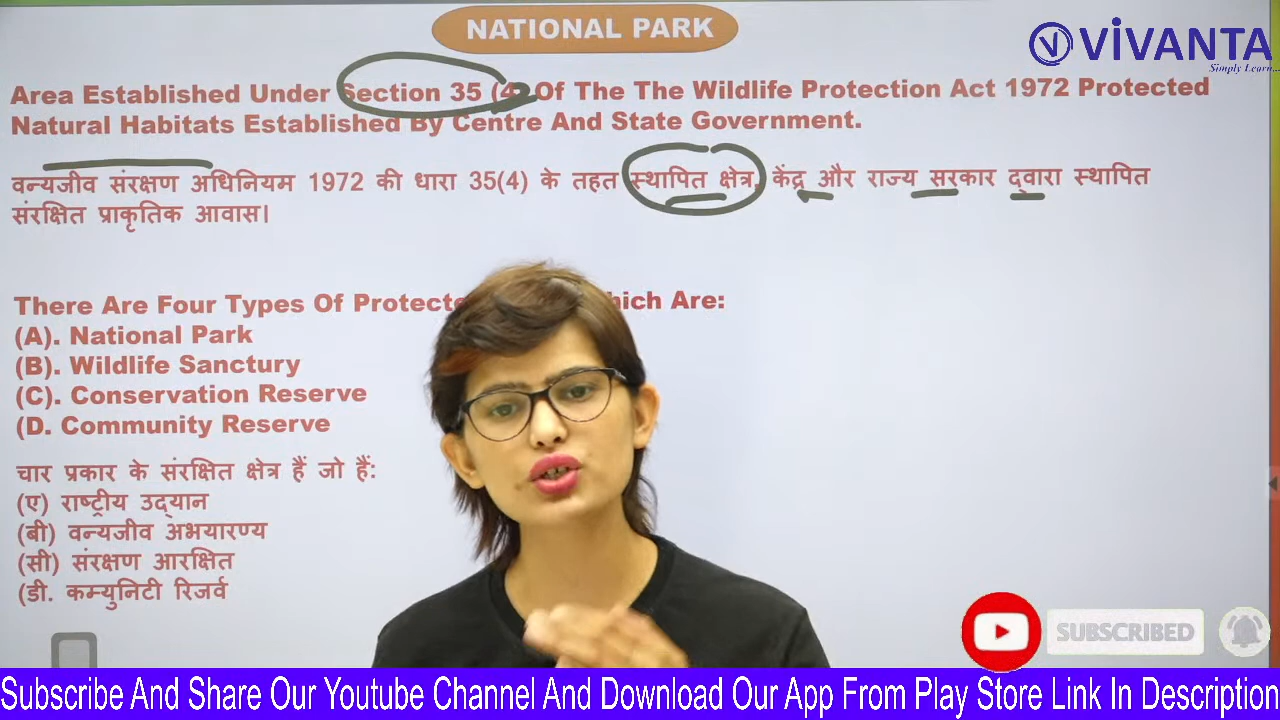 NATIONAL PARK
VIVANTA
Simply Learn...
Area Established Under Section 35 (4) Of The The Wildlife Protection Act 1972 Protected
Natural Habitats Established By Centre And State Government.
वन्यजीव संरक्षण अधिनियम 1972 की धारा 35(4) के तहत स्थापित क्षेत्र, केंद्र और राज्य सरकार द्वारा स्थापित
संरक्षित प्राकृतिक आवास।
There Are Four Types Of Protecte Which Are:
(A). National Park
(B). Wildlife Sanctury
(C). Conservation Reserve
(D. Community Reserve
चार प्रकार के संरक्षित क्षेत्र हैं जो हैं:
(ए) राष्ट्रीय उद्यान
(बी) वन्यजीव अभयारण्य
(सी) संरक्षण आरक्षित
(डी. कम्युनिटी रिजर्व
SUBSCRIBED
Subscribe And Share Our Youtube Channel And Download Our App From Play Store Link In Description